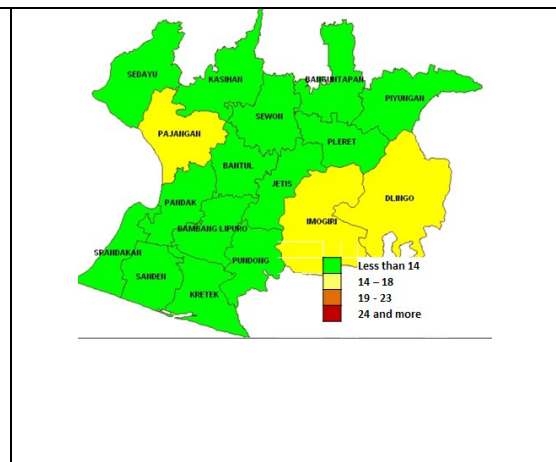 SEDAYU
KASIHAN
BANGUNTAPAN
PIYUNGAN
SEWON
PAJANGAN
PLERET
BANTUL
JETIS
DLINGO
PANDAK
IMOGIRI
BAMBANG LIPURO
SRANDAKAN
PUNDONG
SANDEN
KRETEK
Less than 14
14 – 18
19 - 23
24 and more